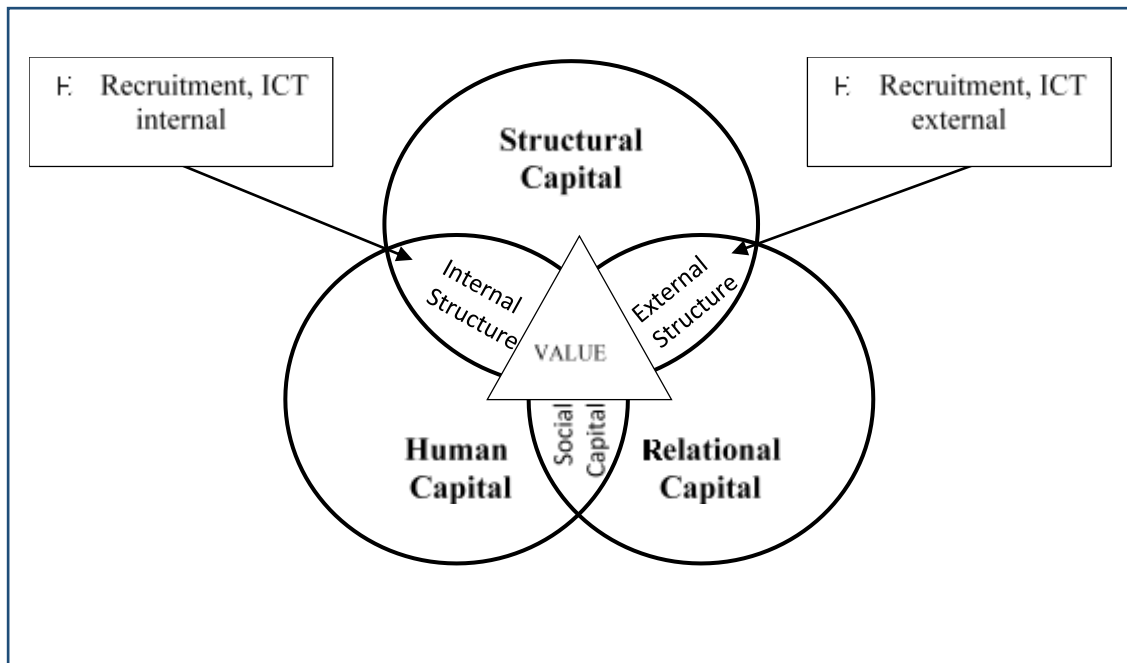 Recruitment, ICT
internal
Recruitment, ICT
external
Structural
Capital
Internal
Structure
External
Structure
VALUE
Social
Capital
Human
Capital
Relational
Capital